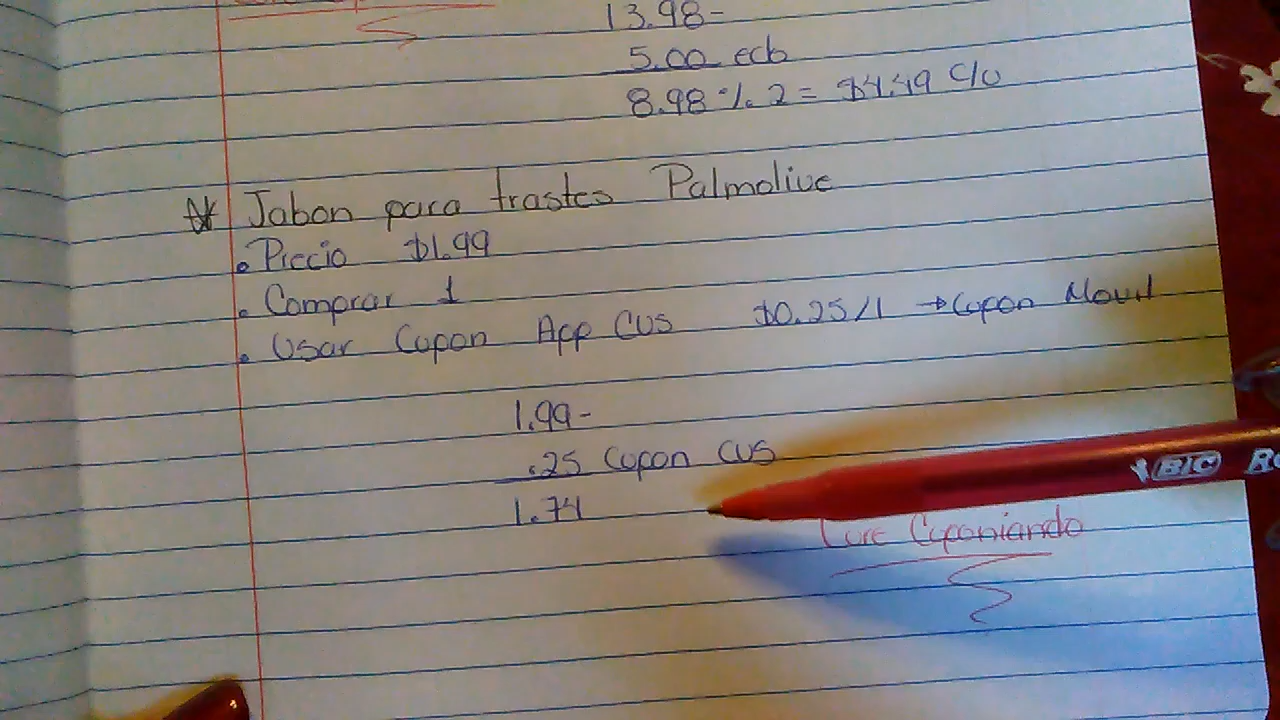 13.98-
5.00 ecb
8.98 % 2 = $4.49 c/u
Jabon para trastes Palmolive
• Precio $1.99
• Comprar 1
• Usar Cupon App CVS $0.25/1 → Cupon Movil
1.99-
.25 Cupon CVS
1.74
BIC
Cuponiando